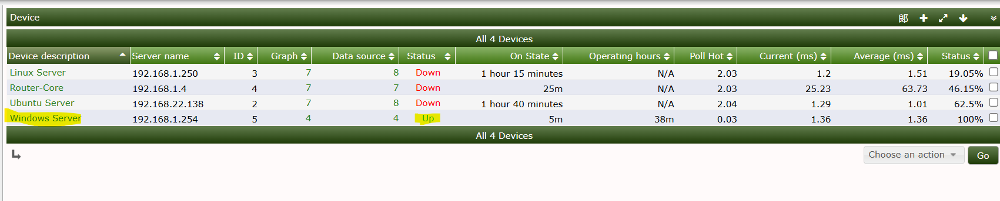 Device
All 4 Devices
Device description Server name ID Graph Data source Status On State Operating hours Poll Hot Current (ms) Average (ms) Status
Linux Server 192.168.1.250 3 7 8 Down 1 hour 15 minutes N/A 2.03 1.2 1.51 19.05%
Router-Core 192.168.1.4 4 7 7 Down 25m N/A 2.03 25.23 63.73 46.15%
Ubuntu Server 192.168.22.138 2 7 8 Down 1 hour 40 minutes N/A 2.04 1.29 1.01 62.5%
Windows Server 192.168.1.254 5 4 4 Up 5m 38m 0.03 1.36 1.36 100%
All 4 Devices
Choose an action Go